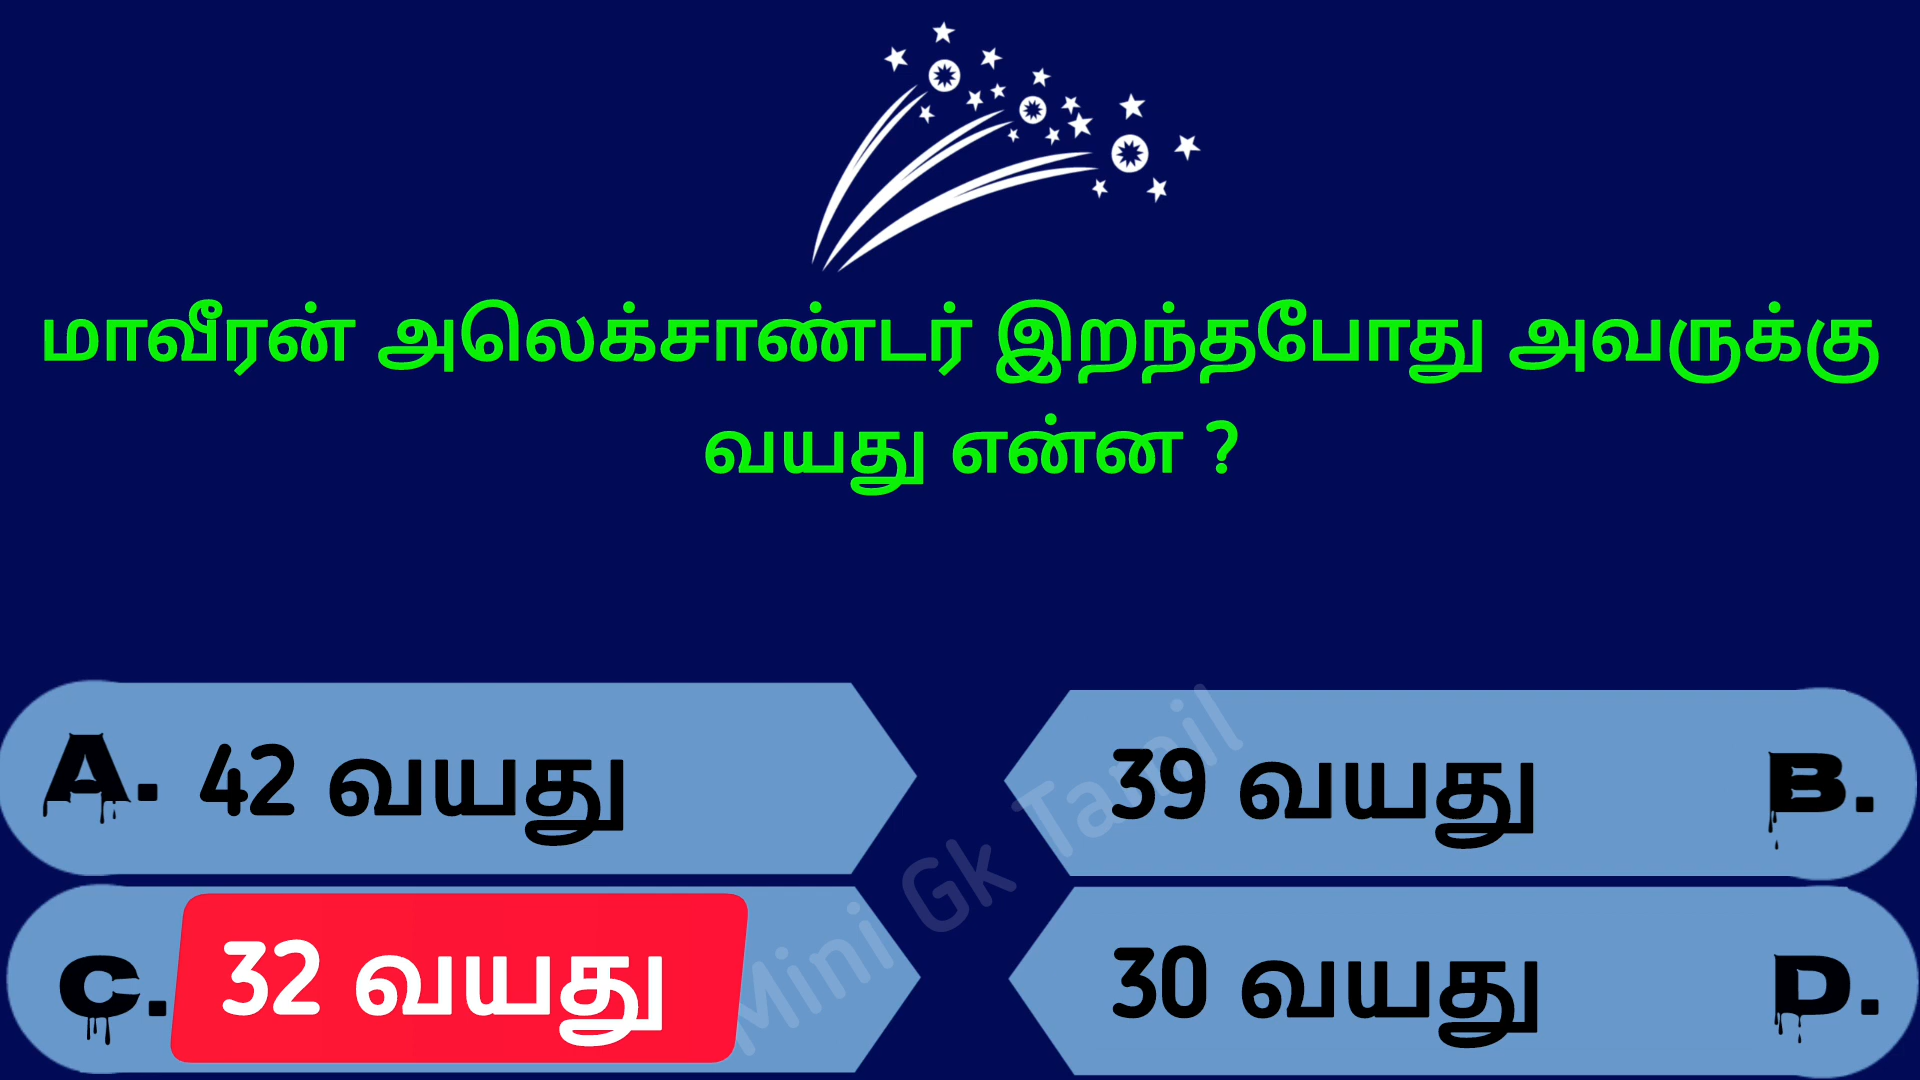 மாவீரன் அலெக்சாண்டர் இறந்தபோது அவருக்கு
வயது என்ன ?
A. 42 வயது
39 வயது B.
C. 32 வயது
30 வயது D.
Mini Gk Tamil